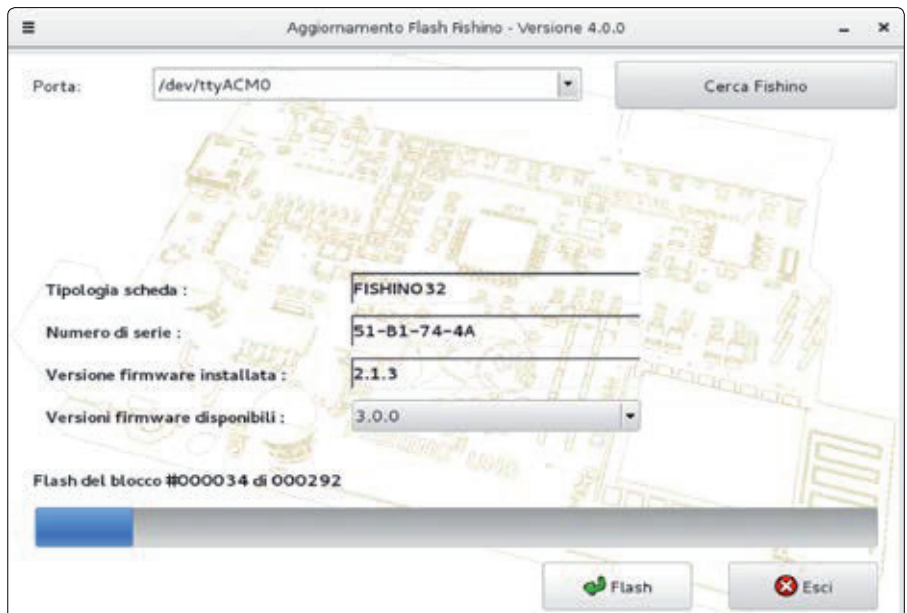 Aggiornamento Flash Fishino - Versione 4.0.0
Porta: /dev/ttyACM0 Cerca Fishino
Tipologia scheda : FISHINO32
Numero di serie : 51-B1-74-4A
Versione firmware installata : 2.1.3
Versioni firmware disponibili : 3.0.0
Flash del blocco #000034 di 000292
Flash Esci